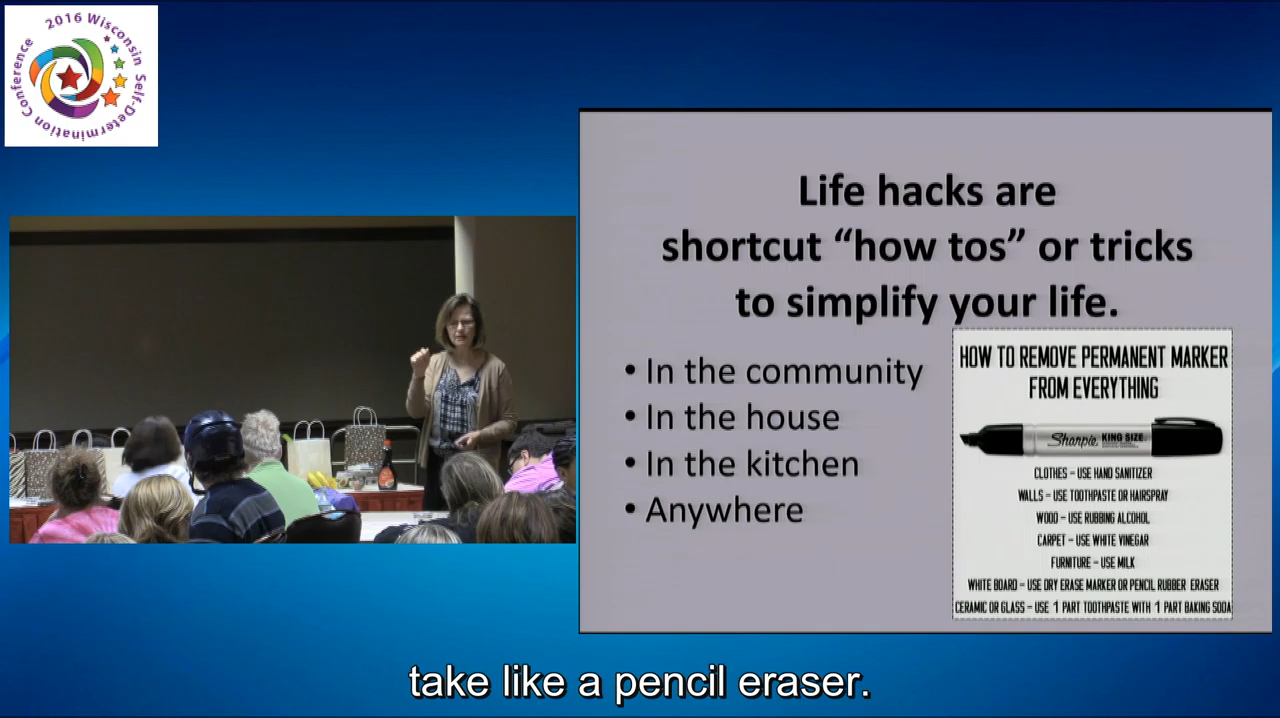 2016 Wisconsin Self-Determination Conference
Life hacks are
shortcut “how tos” or tricks
to simplify your life.
• In the community
• In the house
• In the kitchen
• Anywhere
HOW TO REMOVE PERMANENT MARKER
FROM EVERYTHING
Sharpie KING SIZE
CLOTHES – USE HAND SANITIZER
WALLS – USE TOOTHPASTE OR HAIRSPRAY
WOOD – USE RUBBING ALCOHOL
CARPET – USE WHITE VINEGAR
FURNITURE – USE MILK
WHITE BOARD – USE DRY ERASE MARKER OR PENCIL RUBBER ERASER
CERAMIC OR GLASS – USE 1 PART TOOTHPASTE WITH 1 PART BAKING SODA
take like a pencil eraser.